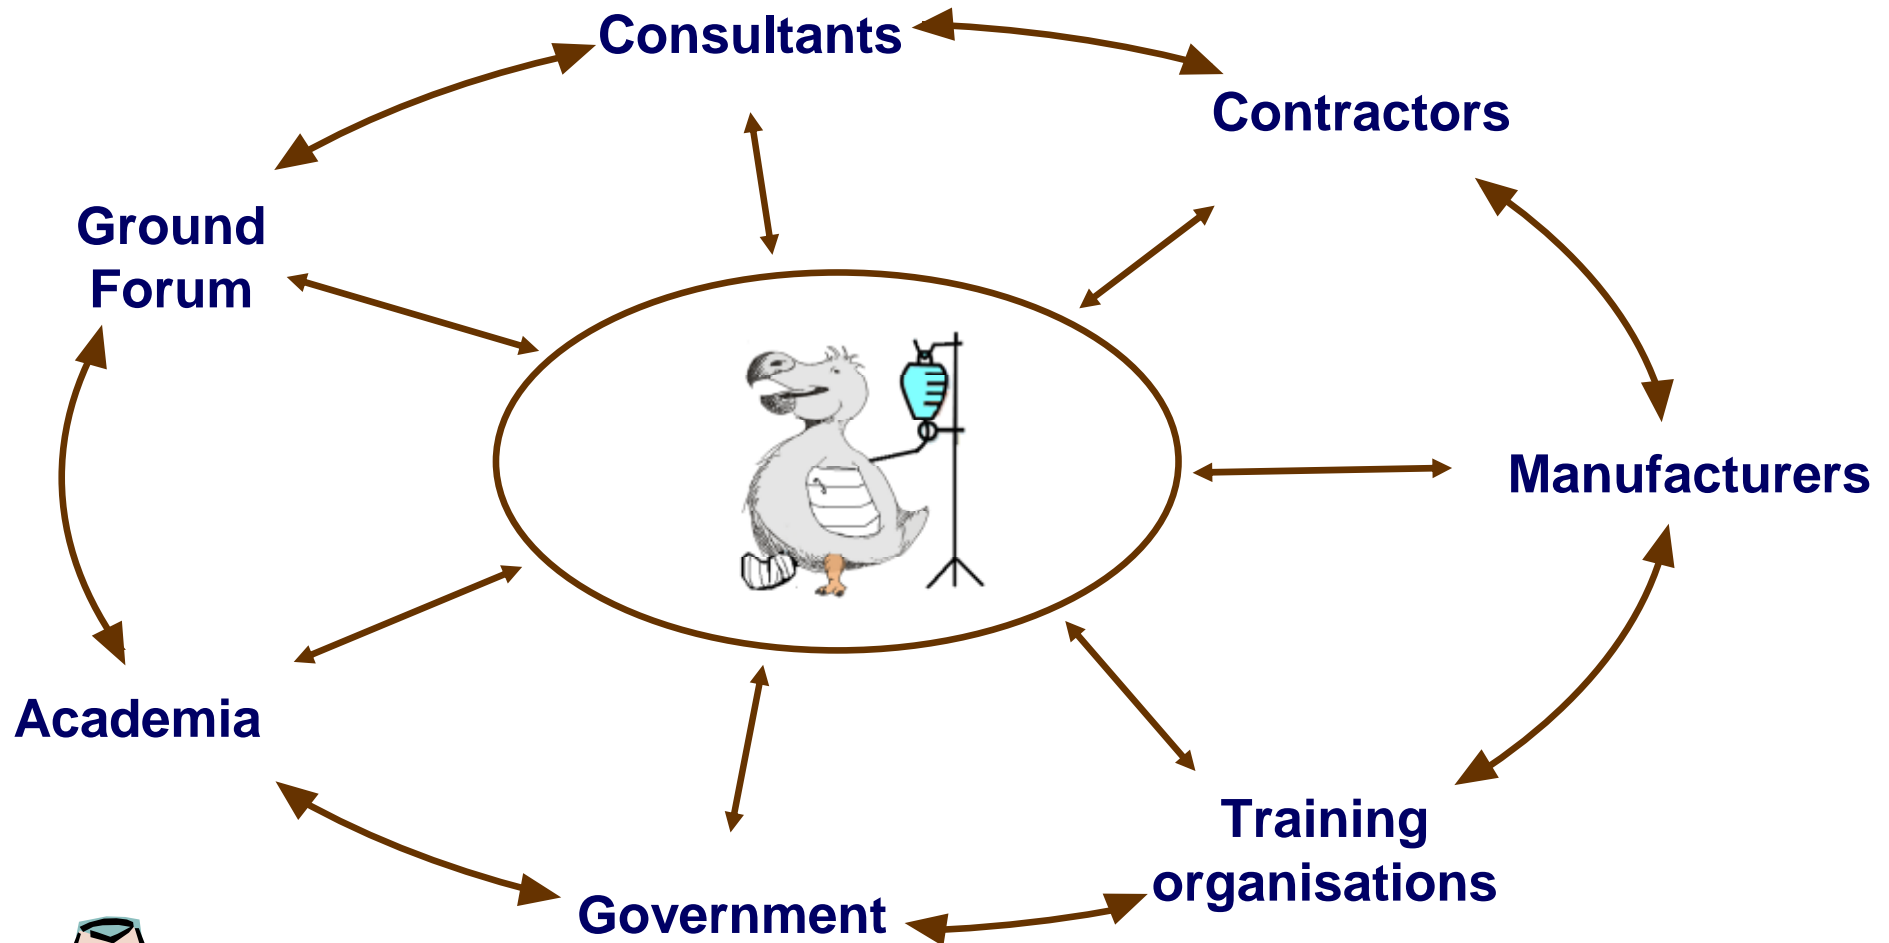 Consultants
Contractors
Ground
Forum
Manufacturers
Academia
Training
organisations
Government